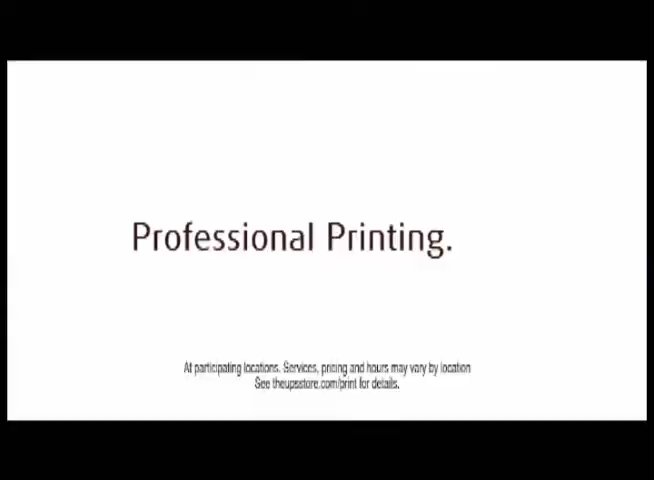 Professional Printing.
At participating locations. Services, pricing and hours may vary by location
See theupsstore.com/print for details.